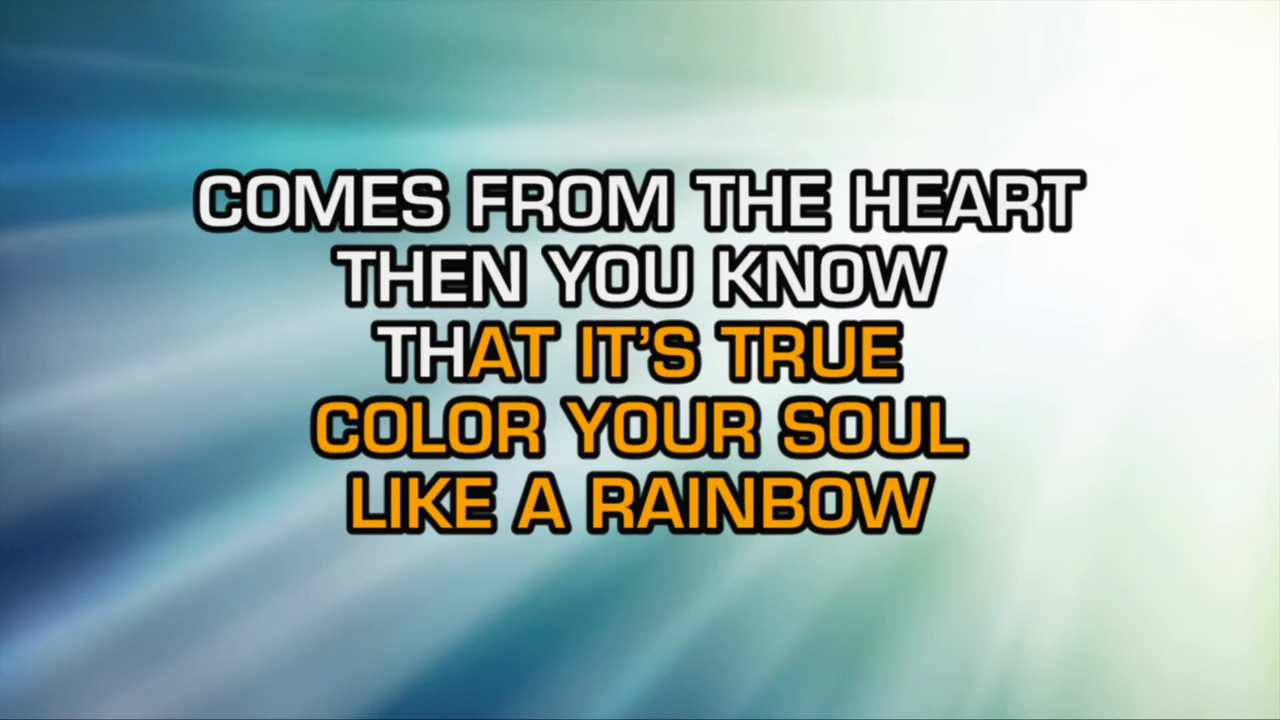 COMES FROM THE HEART
THEN YOU KNOW
THAT IT'S TRUE
COLOR YOUR SOUL
LIKE A RAINBOW